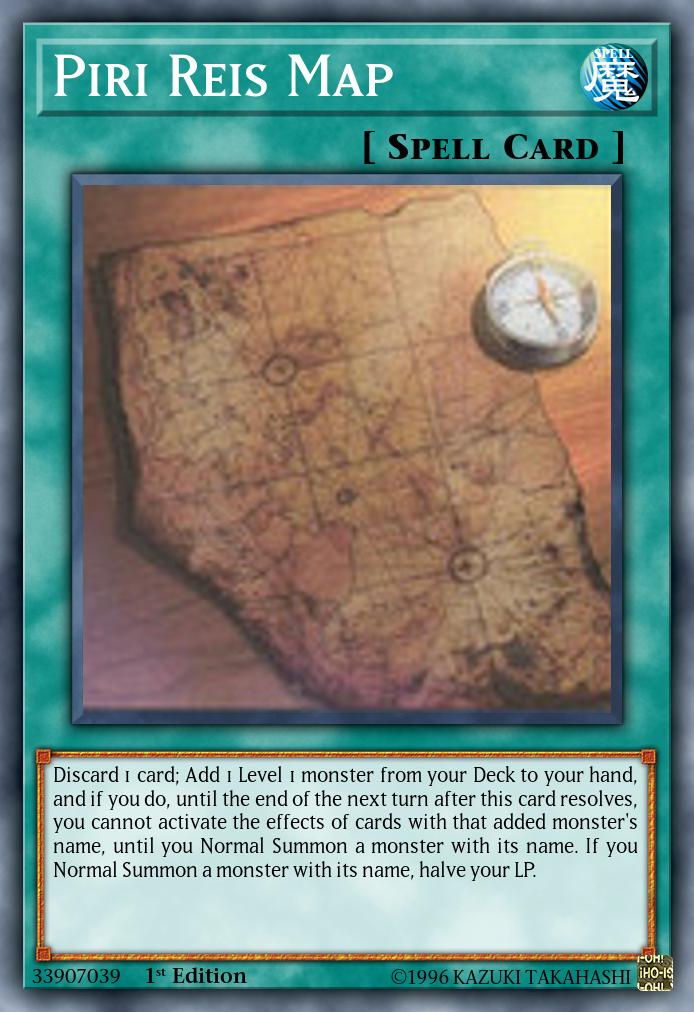 Piri Reis Map
SPELL
魔
[ Spell Card ]
Discard 1 card; Add 1 Level 1 monster from your Deck to your hand,
and if you do, until the end of the next turn after this card resolves,
you cannot activate the effects of cards with that added monster's
name, until you Normal Summon a monster with its name. If you
Normal Summon a monster with its name, halve your LP.
33907039 1st Edition ©1996 KAZUKI TAKAHASHI